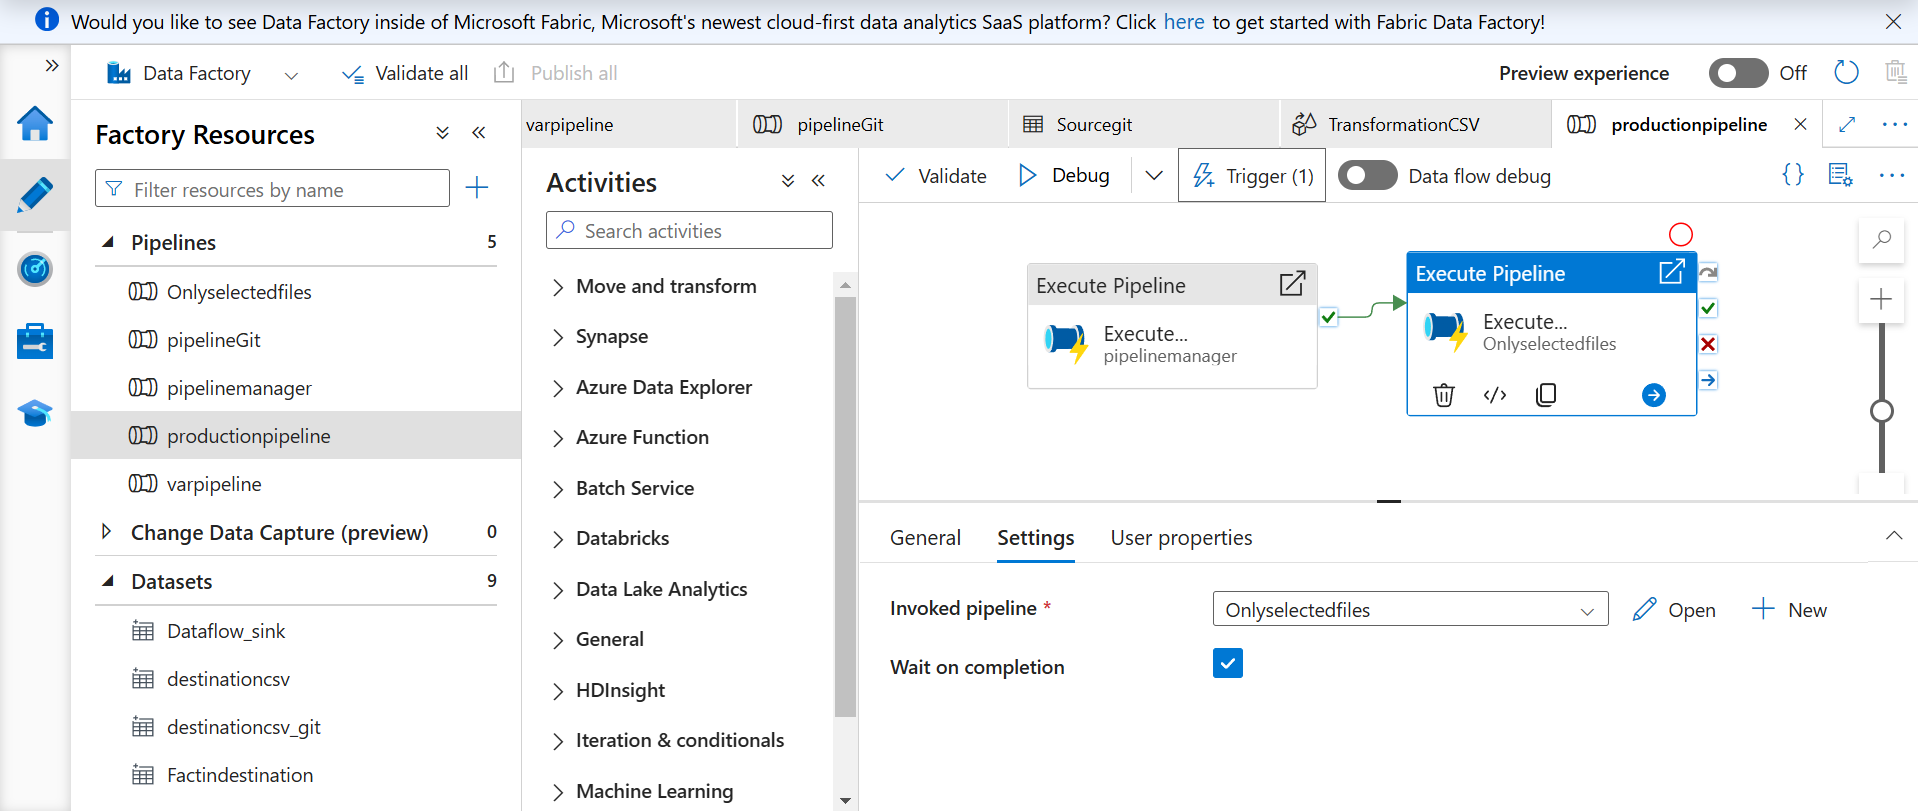 Would you like to see Data Factory inside of Microsoft Fabric, Microsoft's newest cloud-first data analytics SaaS platform? Click here to get started with Fabric Data Factory!
Data Factory
Validate all
Publish all
Preview experience
Off
Factory Resources
Filter resources by name
Pipelines 5
Onlyselectedfiles
pipelineGit
pipelinemanager
productionpipeline
varpipeline
Change Data Capture (preview) 0
Datasets 9
Dataflow_sink
destinationcsv
destinationcsv_git
Factindestination
varpipeline
pipelineGit
Sourcegit
TransformationCSV
productionpipeline
Activities
Search activities
Move and transform
Synapse
Azure Data Explorer
Azure Function
Batch Service
Databricks
Data Lake Analytics
General
HDInsight
Iteration & conditionals
Machine Learning
Validate
Debug
Trigger (1)
Data flow debug
Execute Pipeline
Execute...
pipelinemanager
Execute Pipeline
Execute...
Onlyselectedfiles
General
Settings
User properties
Invoked pipeline *
Onlyselectedfiles
Open
New
Wait on completion